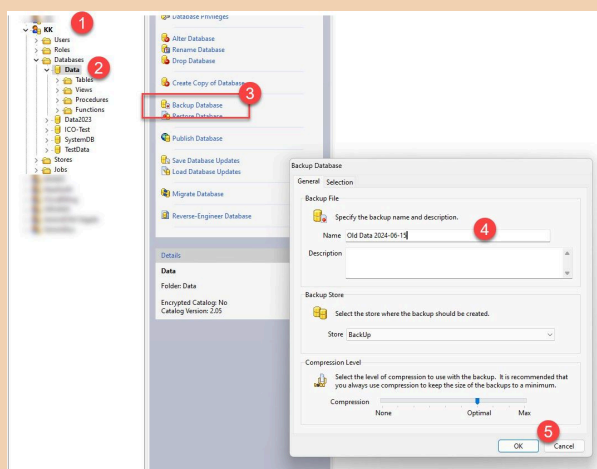 1
KK
Users
Roles
Databases
Data
2
Tables
Views
Procedures
Functions
Data2023
ICO-Test
SystemDB
TestData
Stores
Jobs
Database Privileges
Alter Database
Rename Database
Drop Database
Create Copy of Database
3
Backup Database
Restore Database
Publish Database
Save Database Updates
Load Database Updates
Migrate Database
Reverse-Engineer Database
Details
Data
Folder: Data
Encrypted Catalog: No
Catalog Version: 2.05
Backup Database
General Selection
Backup File
Specify the backup name and description.
4
Name Old Data 2024-06-15
Description
Backup Store
Select the store where the backup should be created.
Store BackUp
Compression Level
Select the level of compression to use with the backup. It is recommended that
you always use compression to keep the size of the backups to a minimum.
Compression
None Optimal Max
5
OK Cancel